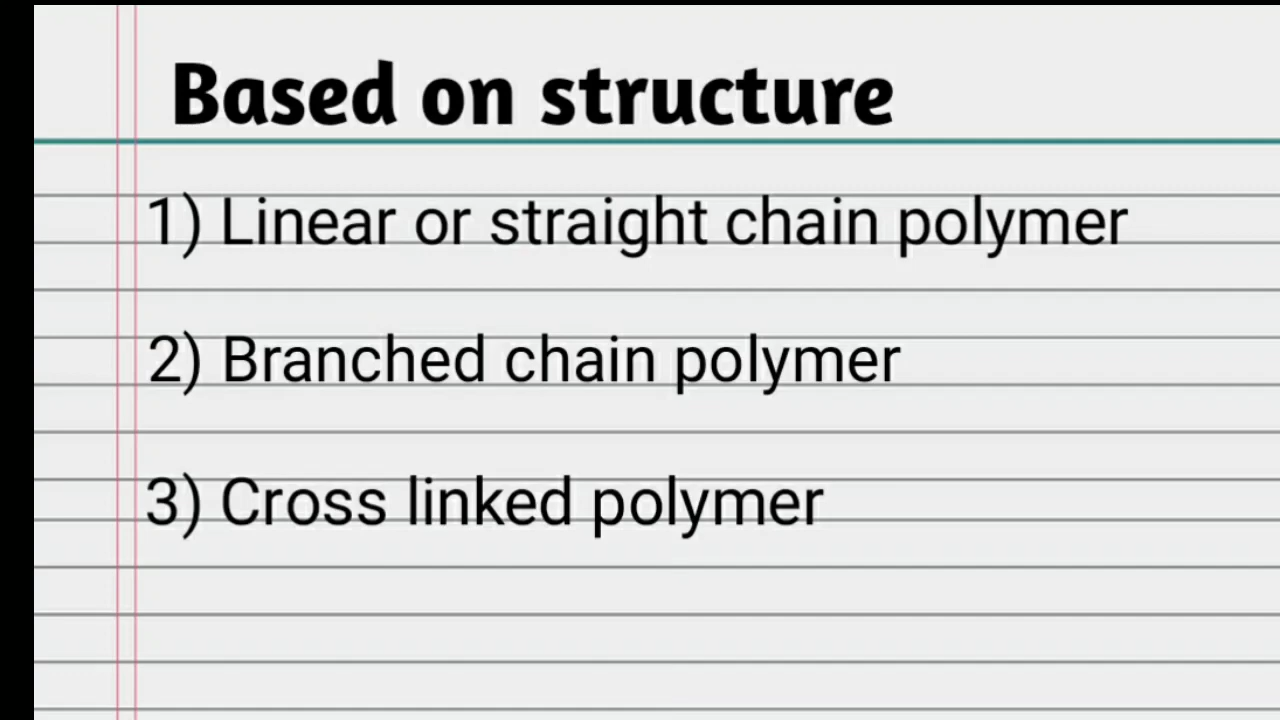 Based on structure
1) Linear or straight chain polymer
2) Branched chain polymer
3) Cross linked polymer